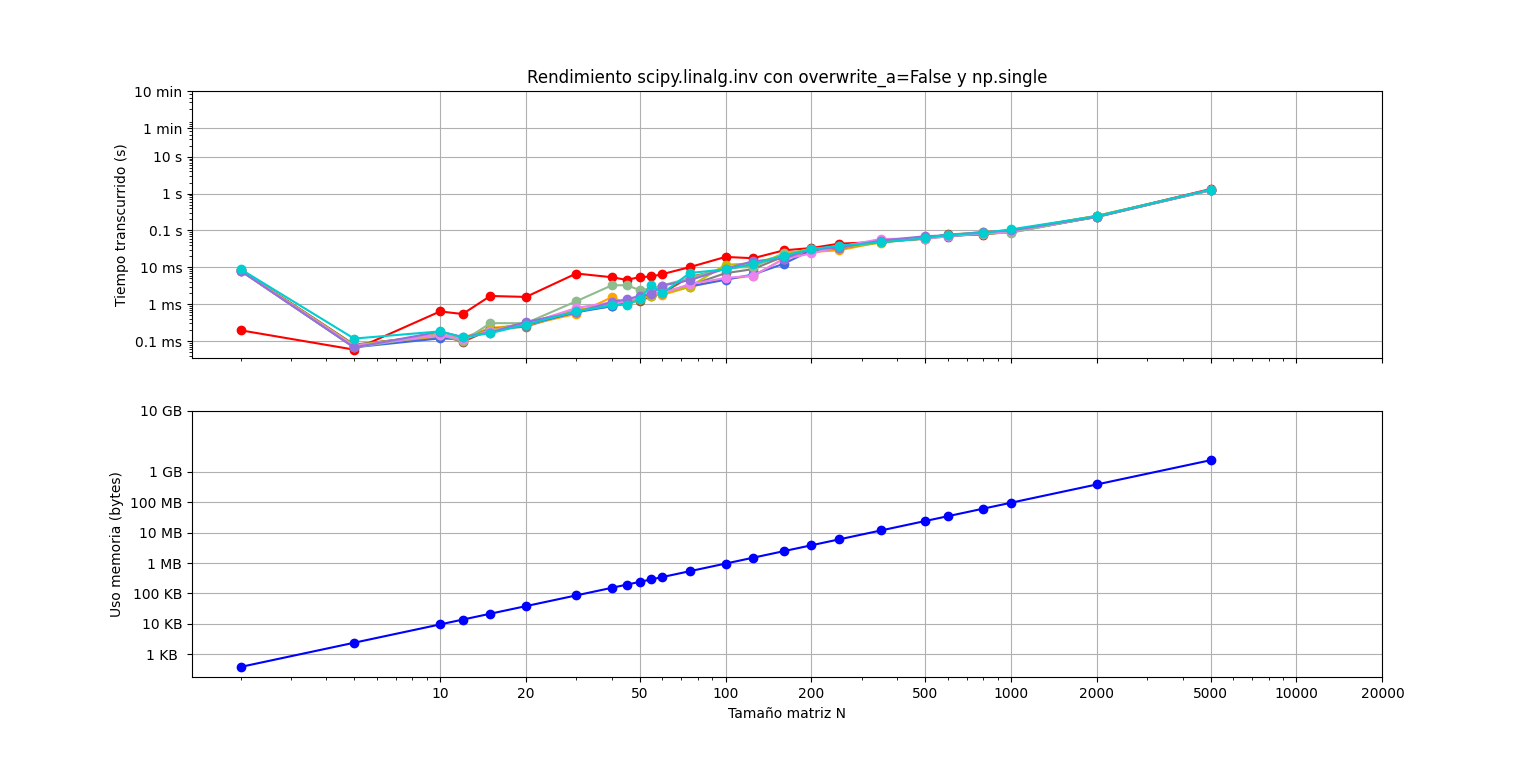 Rendimiento scipy.linalg.inv con overwrite_a=False y np.single
Tiempo transcurrido (s)
10 min
1 min
10 s
1 s
0.1 s
10 ms
1 ms
0.1 ms
Uso memoria (bytes)
10 GB
1 GB
100 MB
10 MB
1 MB
100 KB
10 KB
1 KB
10 20 50 100 200 500 1000 2000 5000 10000 20000
Tamaño matriz N